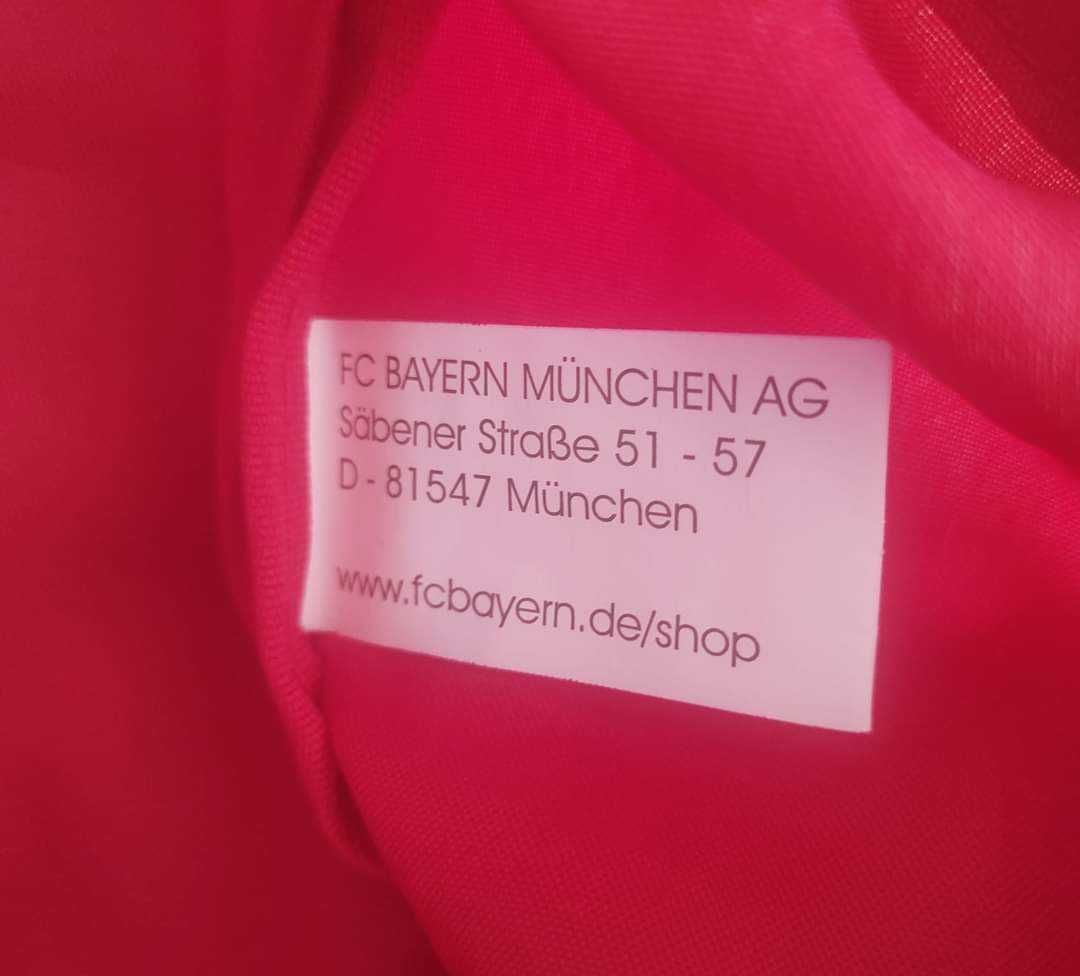 FC BAYERN MÜNCHEN AG
Säbener Straße 51 - 57
D - 81547 München
www.fcbayern.de/shop